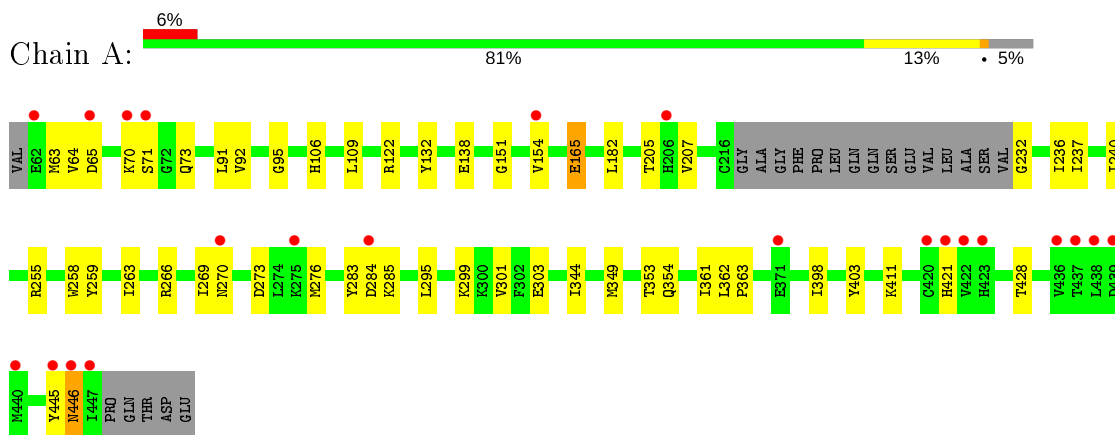 6%
Chain A:
81% 13% • 5%
VAL E62 M63 V64 D65 K70 S71 G72 Q73 L91 V92 G95 H106 L109 R122 Y132 E138 G151 V154 E165 L182 T205 H206 V207 C216 GLY ALA GLY PHE PRO LEU GLN GLN SER GLU VAL LEU ALA SER VAL G232 I236 I237
R255 W258 Y259 I263 R266 I269 N270 D273 L274 K275 M276 Y283 D284 K285 L295 K299 K300 V301 F302 E303 I344 M349 T353 Q354 I361 L362 P363 E371 I398 Y403 K411 C420 H421 V422 H423 T428 V436 T437 L438
M440 Y445 N446 I447 PRO GLN THR ASP GLU